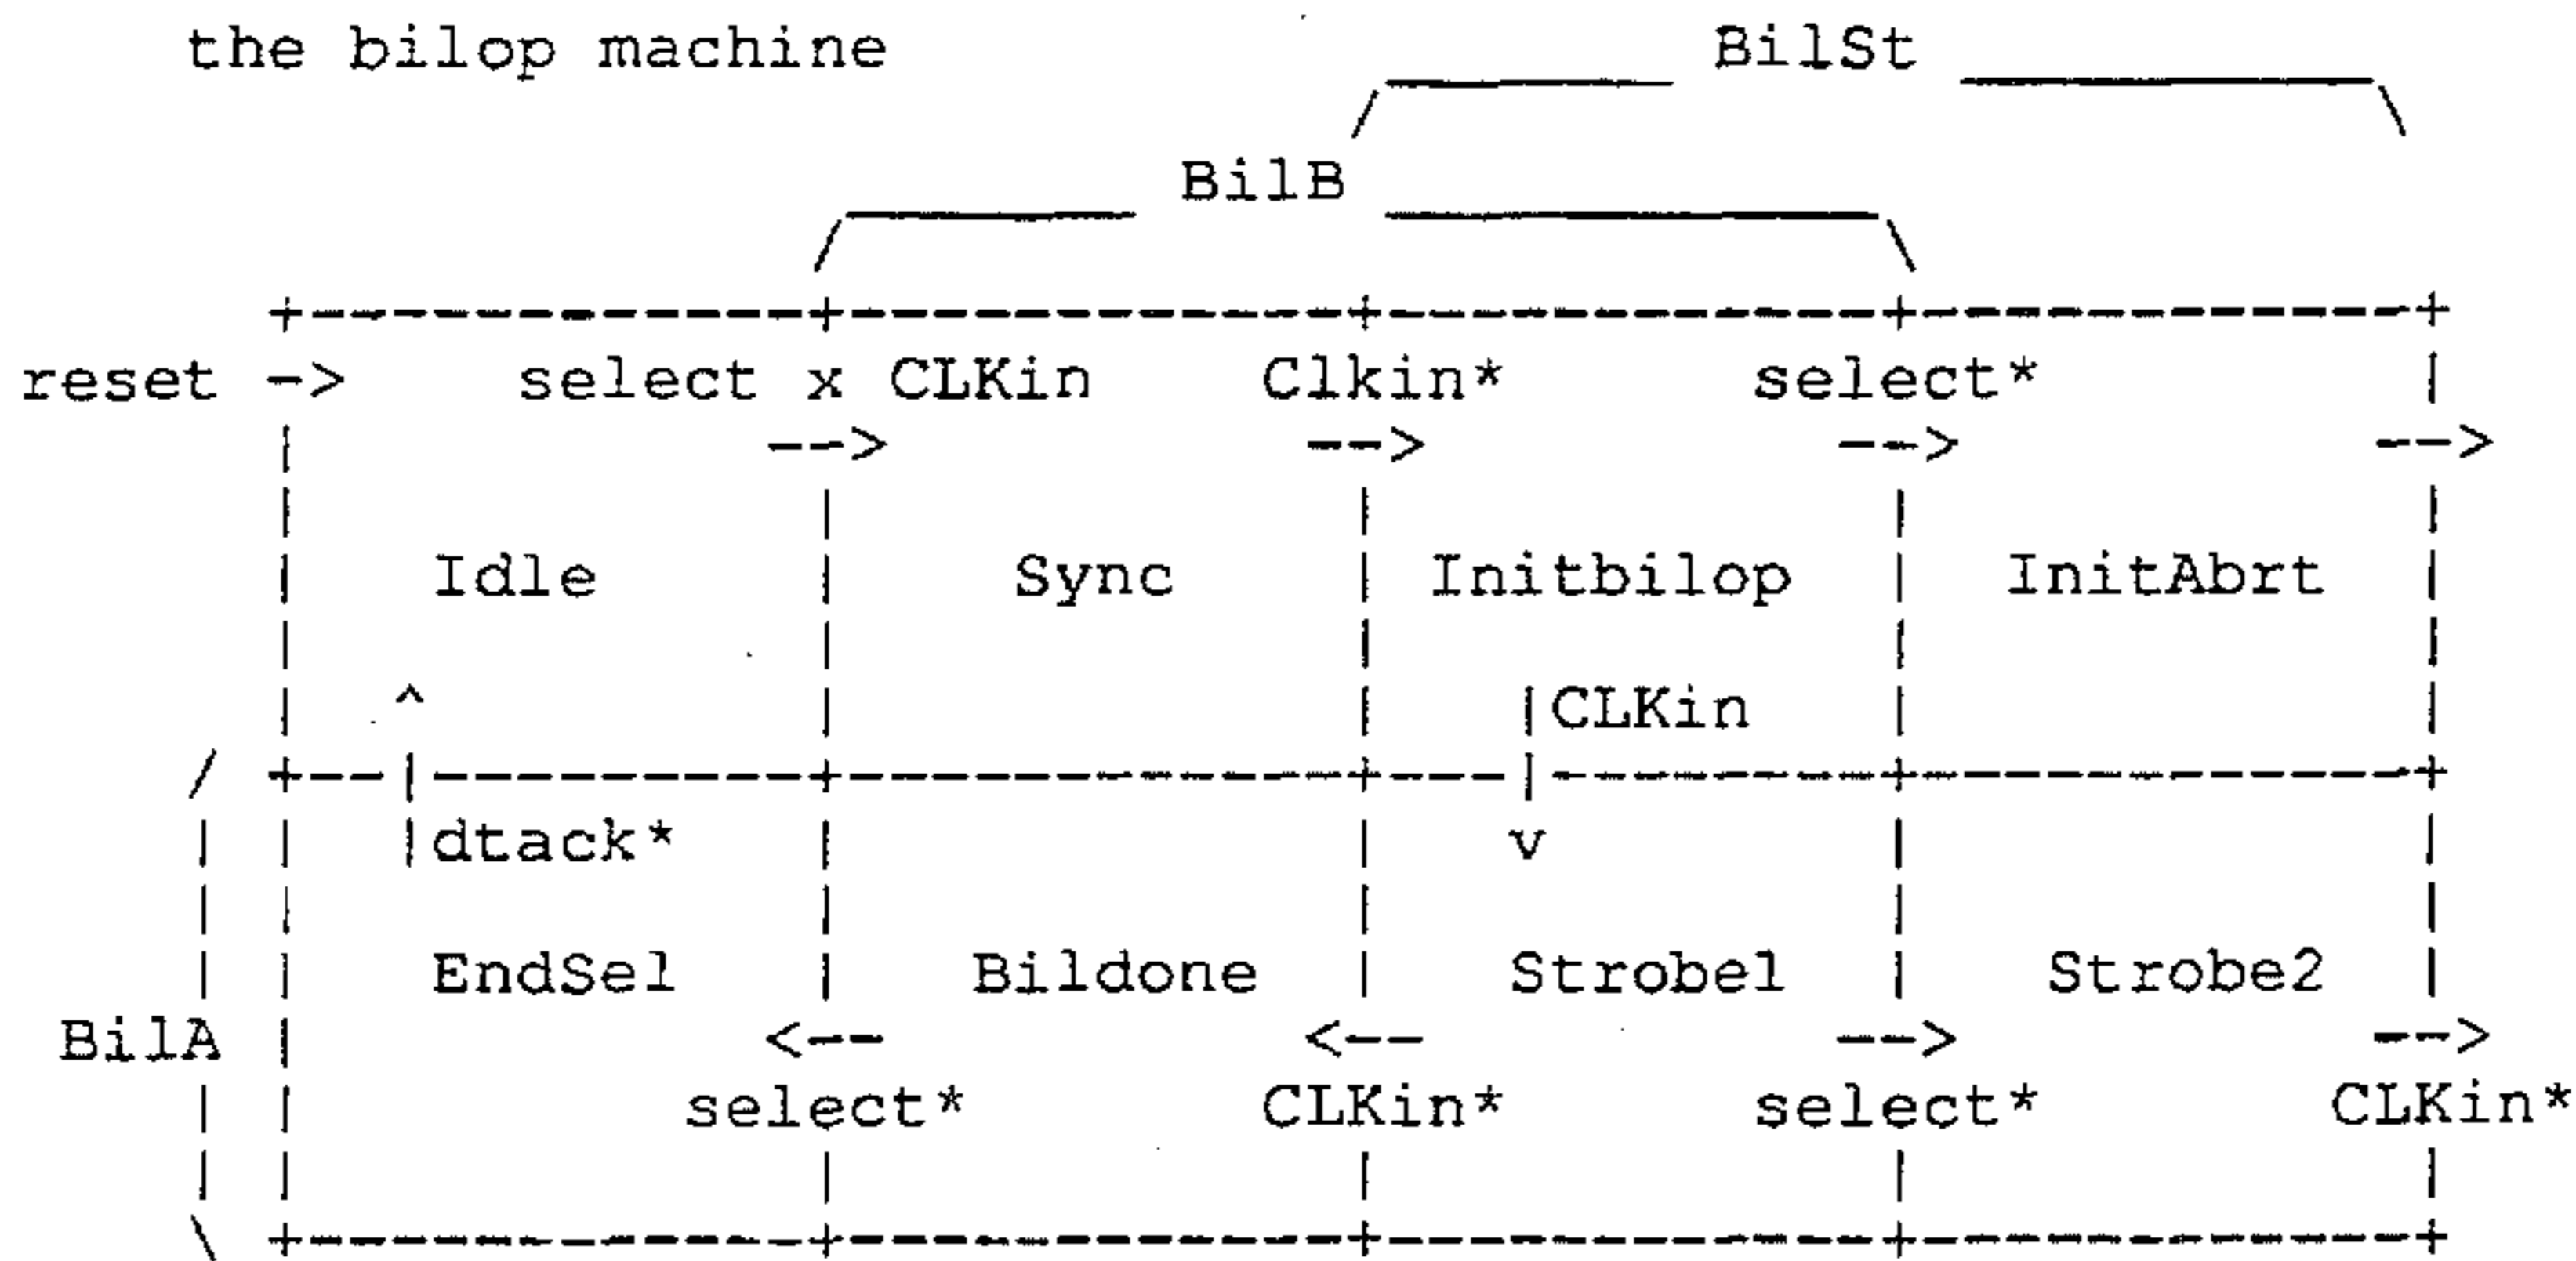 the bilop machine BilSt
BilB
reset -> select x CLKin Clkin* select*
--> --> --> -->
Idle Sync Initbilop InitAbrt
^ |CLKin
|dtack* v
EndSel Bildone Strobe1 Strobe2
BilA <-- <-- --> -->
select* CLKin* select* CLKin*